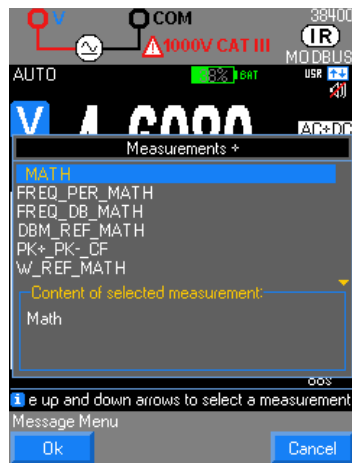 V COM 38400
IR
1000V CAT III MODBUS
AUTO 38% BAT USR
V AC+DC
Measurements +
MATH
FREQ_PER_MATH
FREQ_DB_MATH
DBM_REF_MATH
PK+_PK-_CF
W_REF_MATH
Content of selected measurement:
Math
e up and down arrows to select a measurement
Message Menu
Ok Cancel